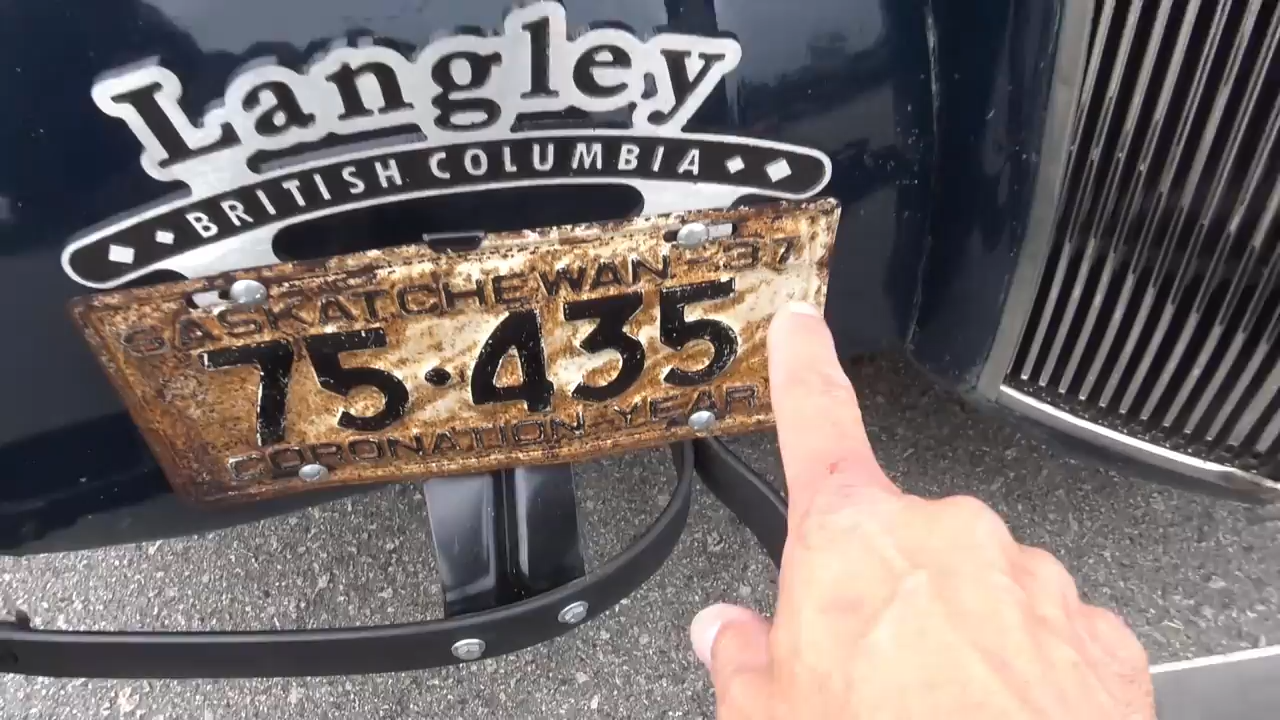 Langley
BRITISH COLUMBIA
SASKATCHEWAN-37
75·435
CORONATION YEAR